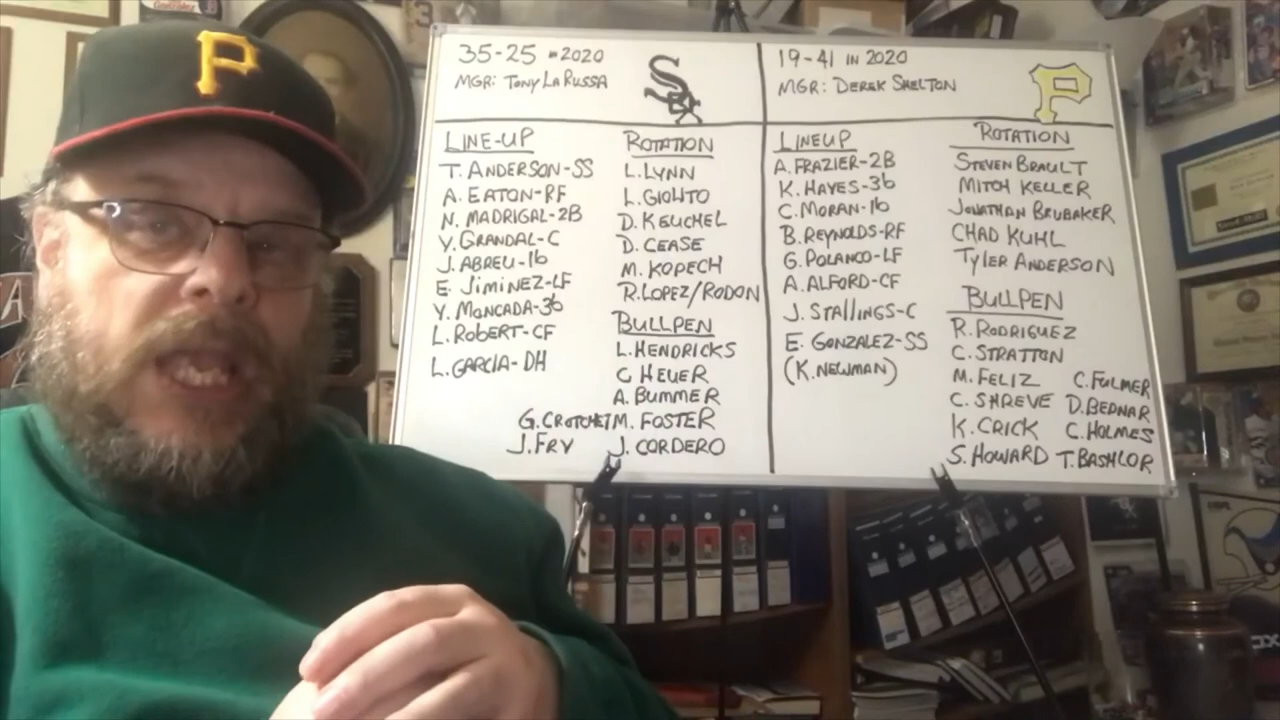 35-25 IN 2020
MGR: TONY LARUSSA
SOX
LINE-UP
T. ANDERSON-SS
A. EATON-RF
N. MADRIGAL-2B
Y. GRANDAL-C
J. ABREU-1b
E. JIMINEZ-LF
Y. MONCADA-3b
L. ROBERT-CF
L. GARCIA-DH
ROTATION
L. LYNN
L. GIOLITO
D. KEUCHEL
D. CEASE
M. KOPECH
R. LOPEZ/RODON
BULLPEN
L. HENDRICKS
C HEUER
A. BUMMER
G. CROTCHET M. FOSTER
J. FRY J. CORDERO
19-41 IN 2020
MGR: DEREK SHELTON
P
LINEUP
A. FRAZIER-2B
K. HAYES-3b
C. MORAN-1b
B. REYNOLDS-RF
G. POLANCO-LF
A. ALFORD-CF
J. STALLINGS-C
E. GONZALEZ-SS
(K. NEWMAN)
ROTATION
STEVEN BRAULT
MITCH KELLER
JONATHAN BRUBAKER
CHAD KUHL
TYLER ANDERSON
BULLPEN
R. RODRIGUEZ
C. STRATTON
M. FELIZ C. FULMER
C. SHREVE D. BEDNAR
K. CRICK C. HOLMES
S. HOWARD T. BASHLOR
P